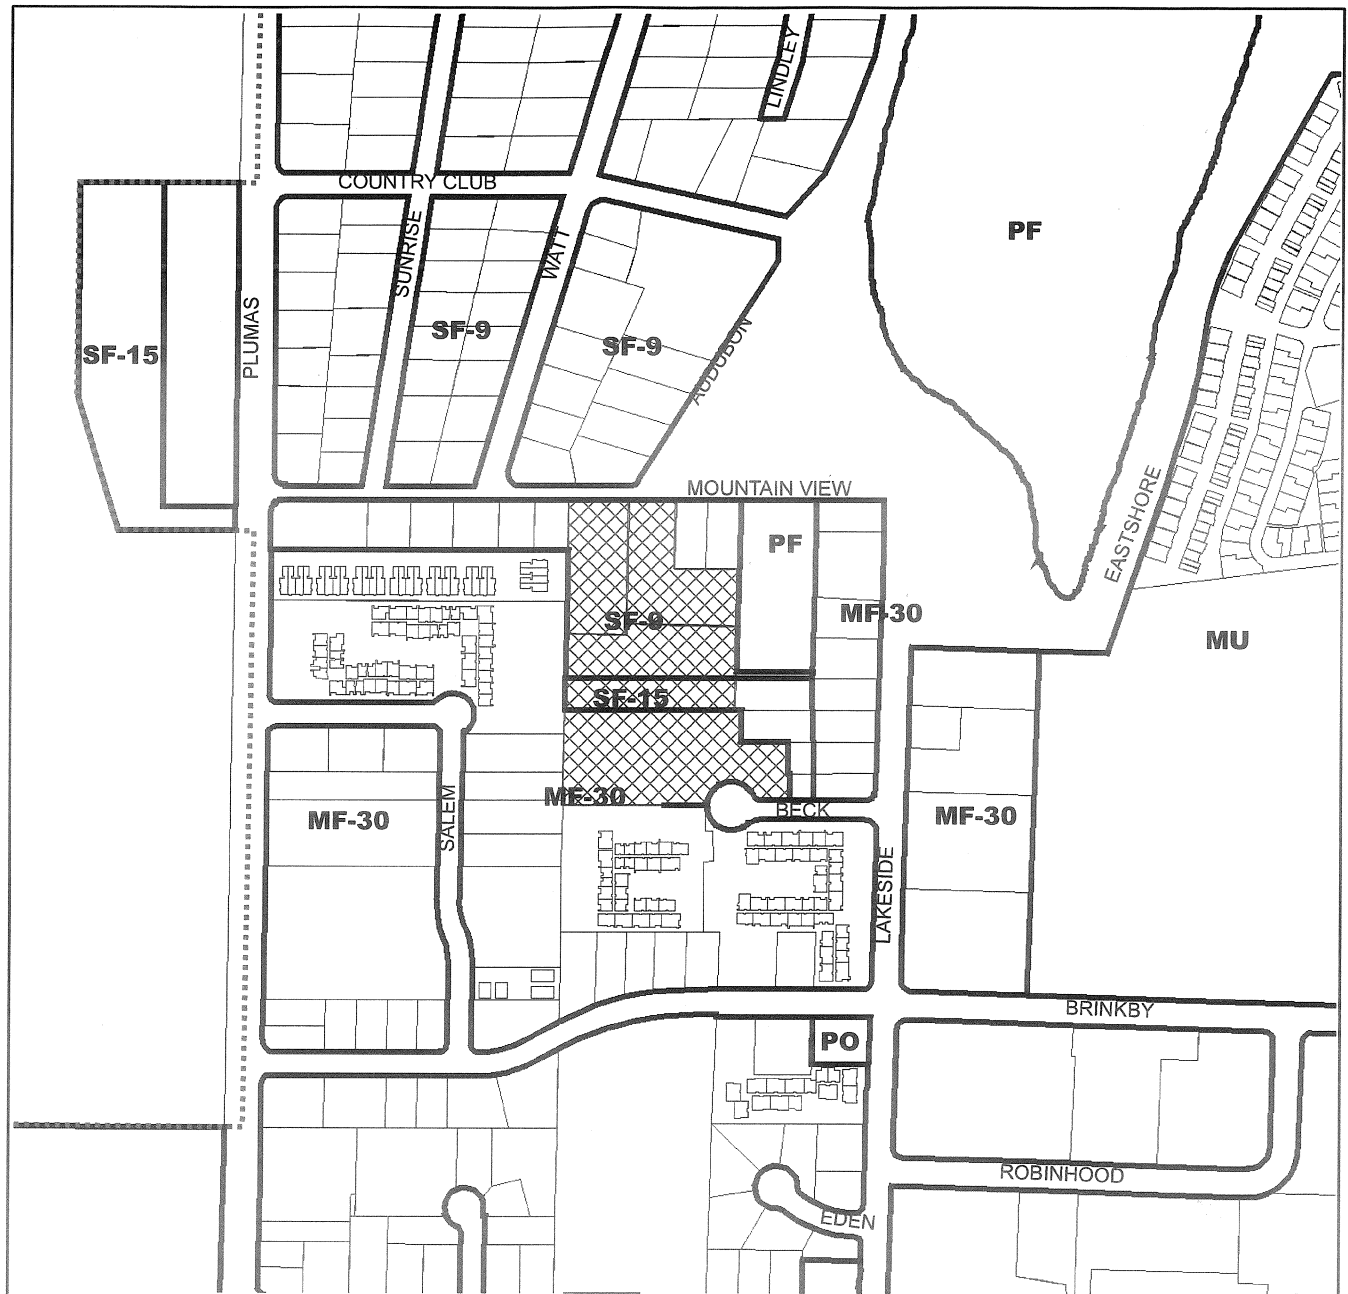 LINDLEY
COUNTRY CLUB
SUNRISE
WATT
PF
PLUMAS
SF-9
SF-9
SF-15
AUDUBON
MOUNTAIN VIEW
EASTSHORE
PF
MF-30
SF-9
MU
SF-15
MF-30
BECK
MF-30
SALEM
MF-30
LAKESIDE
BRINKBY
PO
ROBINHOOD
EDEN